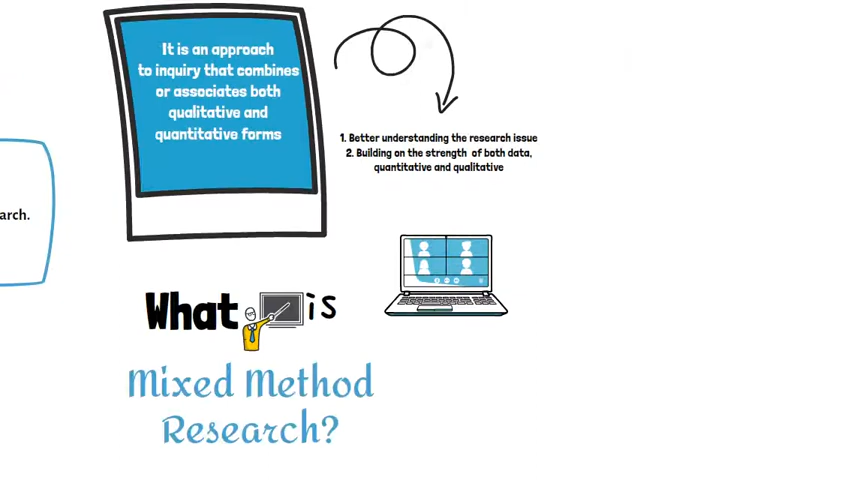 It is an approach
to inquiry that combines
or associates both
qualitative and
quantitative forms
1. Better understanding the research issue
2. Building on the strength of both data,
quantitative and qualitative
arch.
What is
Mixed Method
Research?